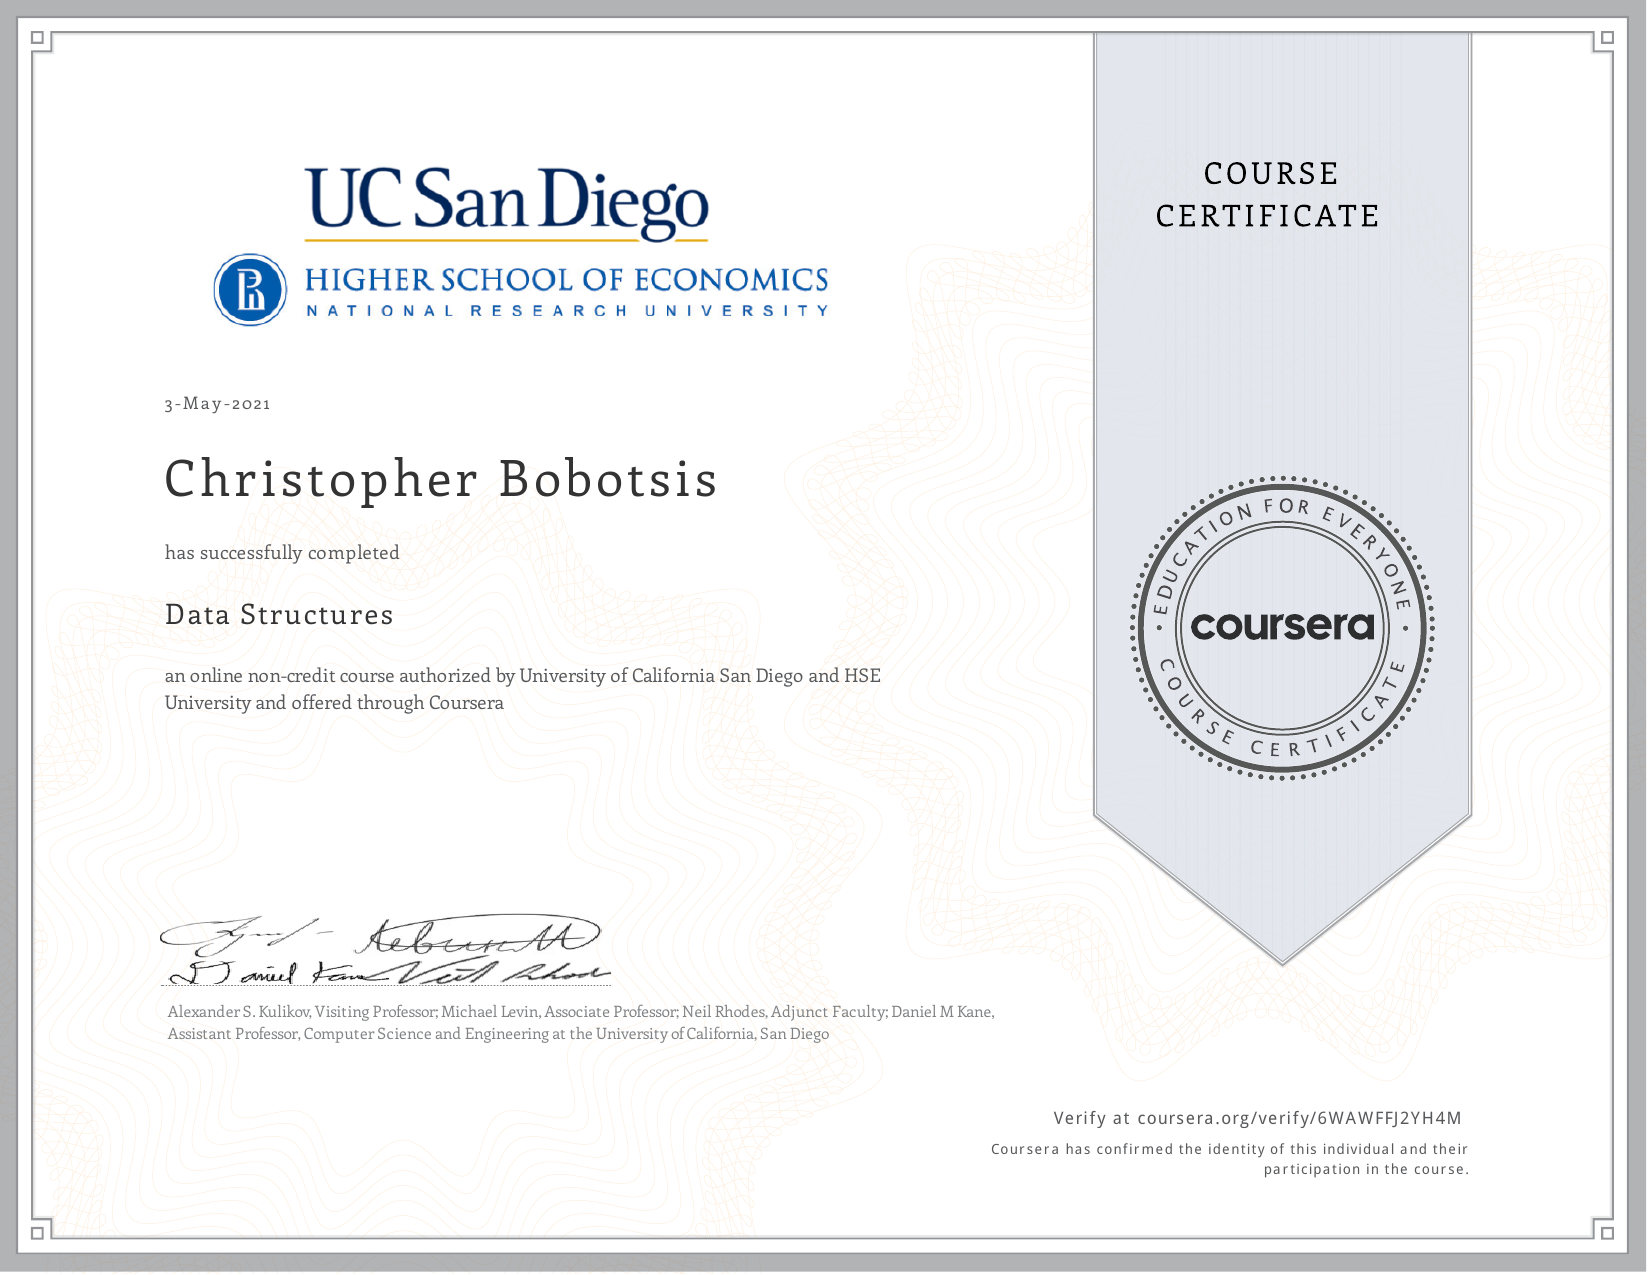 UC San Diego
HIGHER SCHOOL OF ECONOMICS
NATIONAL RESEARCH UNIVERSITY
3-May-2021
Christopher Bobotsis
has successfully completed
Data Structures
an online non-credit course authorized by University of California San Diego and HSE
University and offered through Coursera
Daniel Kane Neil Rhodes
Alexander S. Kulikov, Visiting Professor; Michael Levin, Associate Professor; Neil Rhodes, Adjunct Faculty; Daniel M Kane,
Assistant Professor, Computer Science and Engineering at the University of California, San Diego
COURSE
CERTIFICATE
EDUCATION FOR EVERYONE
coursera
COURSE CERTIFICATE
Verify at coursera.org/verify/6WAWFFJ2YH4M
Coursera has confirmed the identity of this individual and their
participation in the course.